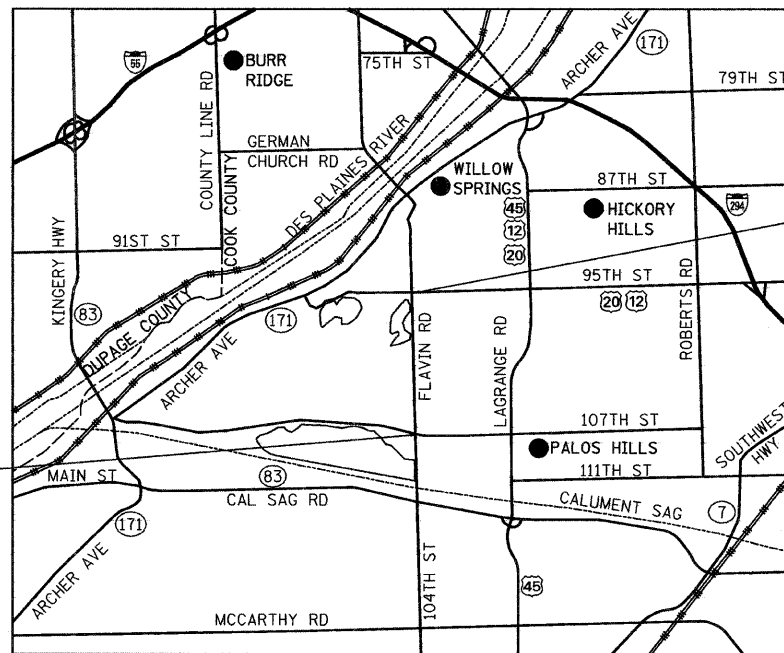 171
55
BURR
RIDGE
75TH ST
ARCHER AVE
79TH ST
COUNTY LINE RD
COOK COUNTY
GERMAN
CHURCH RD
DES PLAINES RIVER
WILLOW
SPRINGS
87TH ST
45
12
20
HICKORY
HILLS
294
91ST ST
KINGERY HWY
83
DUPAGE COUNTY
171
ARCHER AVE
95TH ST
20 12
ROBERTS RD
FLAVIN RD
LAGRANGE RD
107TH ST
PALOS HILLS
111TH ST
SOUTHWEST
HWY
MAIN ST
83
CAL SAG RD
CALUMENT SAG
7
171
ARCHER AVE
104TH ST
45
MCCARTHY RD